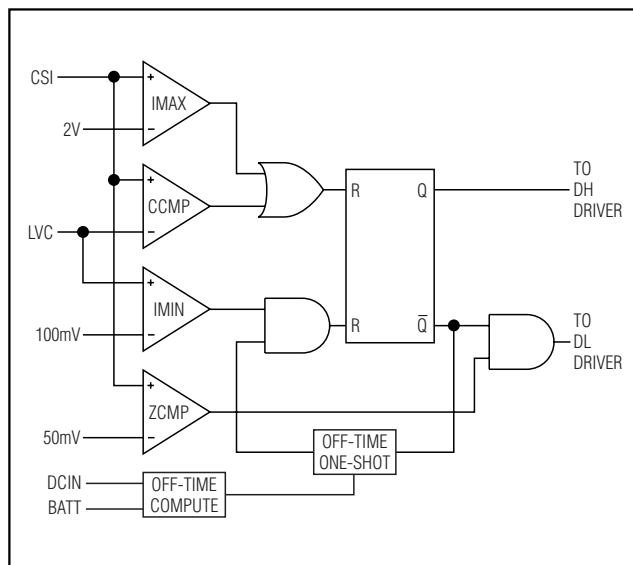 CSI
+
IMAX
2V
−
+
CCMP
LVC
−
+
IMIN
100mV
−
+
ZCMP
50mV
−
DCIN
BATT
OFF-TIME
COMPUTE
OFF-TIME
ONE-SHOT
R
Q
R
Q̅
TO
DH
DRIVER
TO
DL
DRIVER